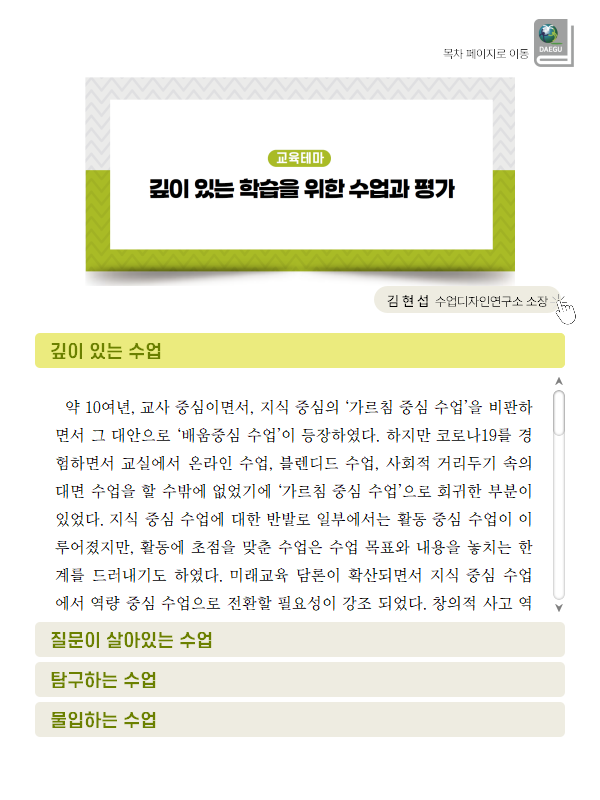 목차 페이지로 이동
DAEGU
교육테마
깊이 있는 학습을 위한 수업과 평가
김현섭 수업디자인연구소 소장
깊이 있는 수업
약 10여년, 교사 중심이면서, 지식 중심의 ‘가르침 중심 수업’을 비판하
면서 그 대안으로 ‘배움중심 수업’이 등장하였다. 하지만 코로나19를 경
험하면서 교실에서 온라인 수업, 블렌디드 수업, 사회적 거리두기 속의
대면 수업을 할 수밖에 없었기에 ‘가르침 중심 수업’으로 회귀한 부분이
있었다. 지식 중심 수업에 대한 반발로 일부에서는 활동 중심 수업이 이
루어졌지만, 활동에 초점을 맞춘 수업은 수업 목표와 내용을 놓치는 한
계를 드러내기도 하였다. 미래교육 담론이 확산되면서 지식 중심 수업
에서 역량 중심 수업으로 전환할 필요성이 강조 되었다. 창의적 사고 역
질문이 살아있는 수업
탐구하는 수업
몰입하는 수업